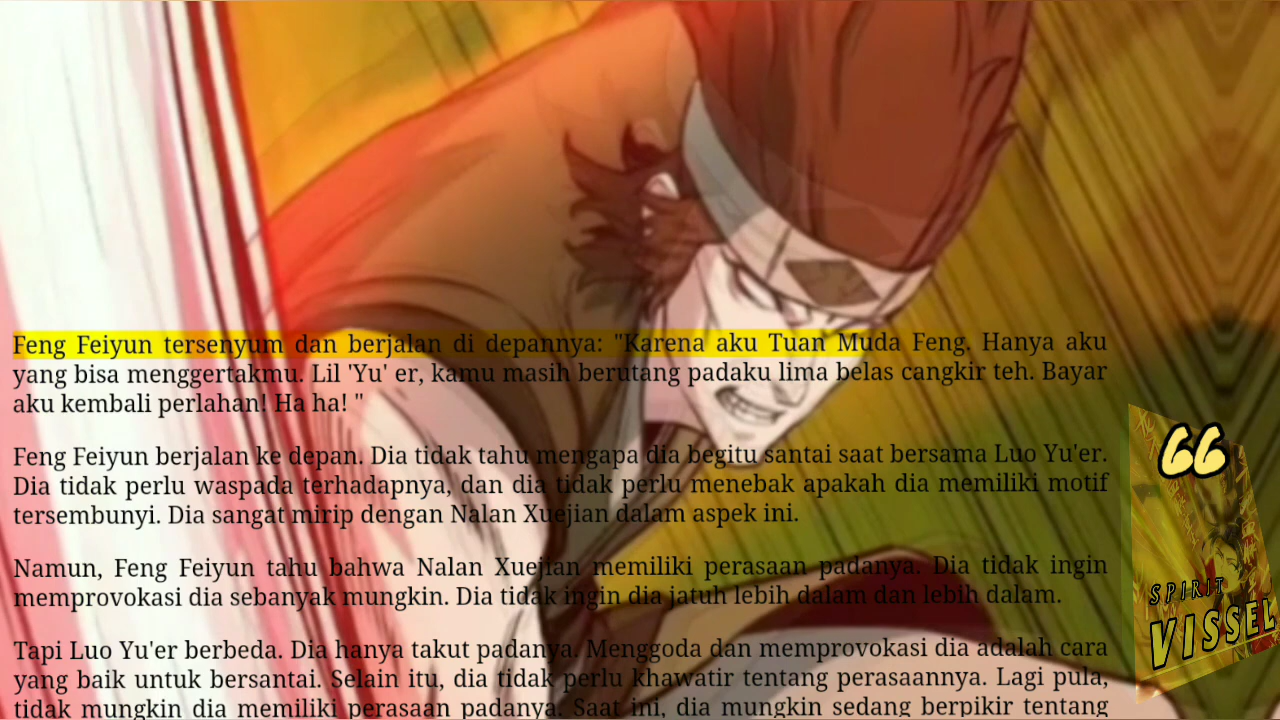 Feng Feiyun tersenyum dan berjalan di depannya: "Karena aku Tuan Muda Feng. Hanya aku
yang bisa menggertakmu. Lil 'Yu' er, kamu masih berutang padaku lima belas cangkir teh. Bayar
aku kembali perlahan! Ha ha! "
Feng Feiyun berjalan ke depan. Dia tidak tahu mengapa dia begitu santai saat bersama Luo Yu'er.
Dia tidak perlu waspada terhadapnya, dan dia tidak perlu menebak apakah dia memiliki motif
tersembunyi. Dia sangat mirip dengan Nalan Xuejian dalam aspek ini.
Namun, Feng Feiyun tahu bahwa Nalan Xuejian memiliki perasaan padanya. Dia tidak ingin
memprovokasi dia sebanyak mungkin. Dia tidak ingin dia jatuh lebih dalam dan lebih dalam.
Tapi Luo Yu'er berbeda. Dia hanya takut padanya. Menggoda dan memprovokasi dia adalah cara
yang baik untuk bersantai. Selain itu, dia tidak perlu khawatir tentang perasaannya. Lagi pula,
tidak mungkin dia memiliki perasaan padanya. Saat ini, dia mungkin sedang berpikir tentang
66
SPIRIT
VISSEL